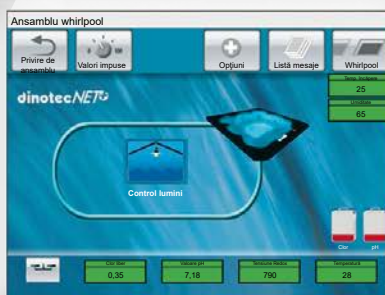 Ansamblu whirlpool
Privire de
ansamblu
Valori impuse
Opțiuni
Listă mesaje
Whirlpool
Temp. încăpere
25
Umiditate
65
dinotecNET+
Control lumini
Clor
pH
Clor liber
0,35
Valoare pH
7,18
Tensiune Redox
790
Temperatură
28